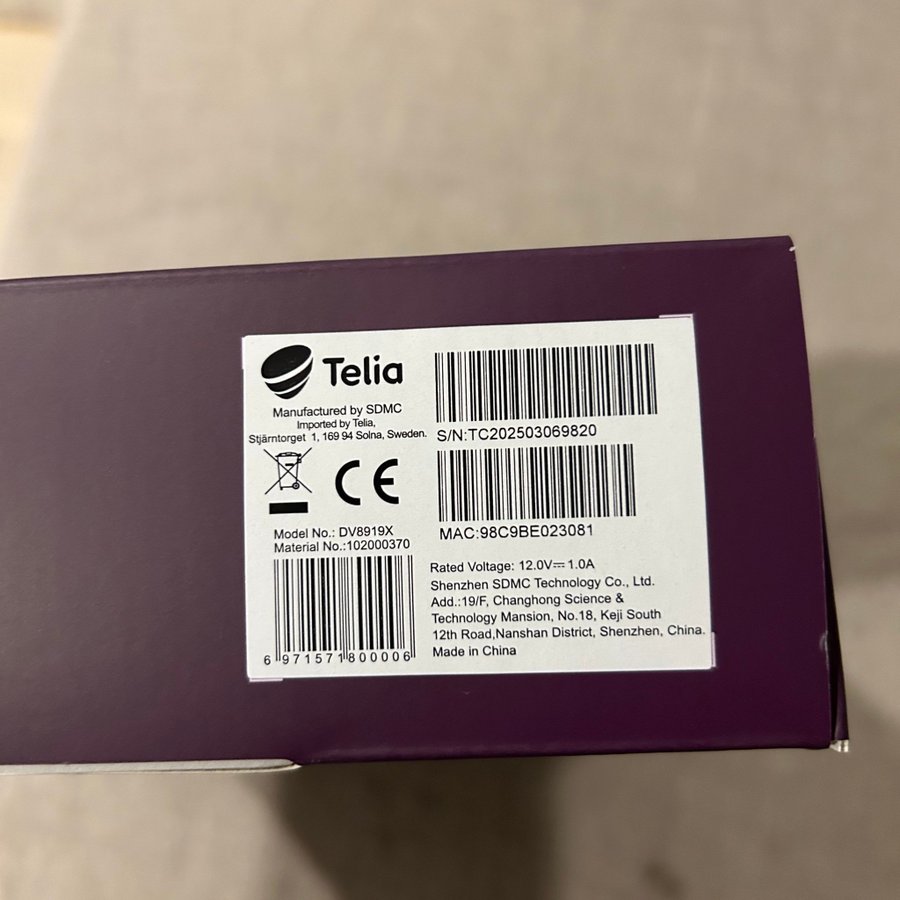 Telia
Manufactured by SDMC
Imported by Telia,
Stjärntorget 1, 169 94 Solna, Sweden.
CE
Model No.: DV8919X
Material No.:102000370
6 971571 800006
S/N:TC202503069820
MAC:98C9BE023081
Rated Voltage: 12.0V⎓1.0A
Shenzhen SDMC Technology Co., Ltd.
Add.:19/F, Changhong Science &
Technology Mansion, No.18, Keji South
12th Road,Nanshan District, Shenzhen, China.
Made in China